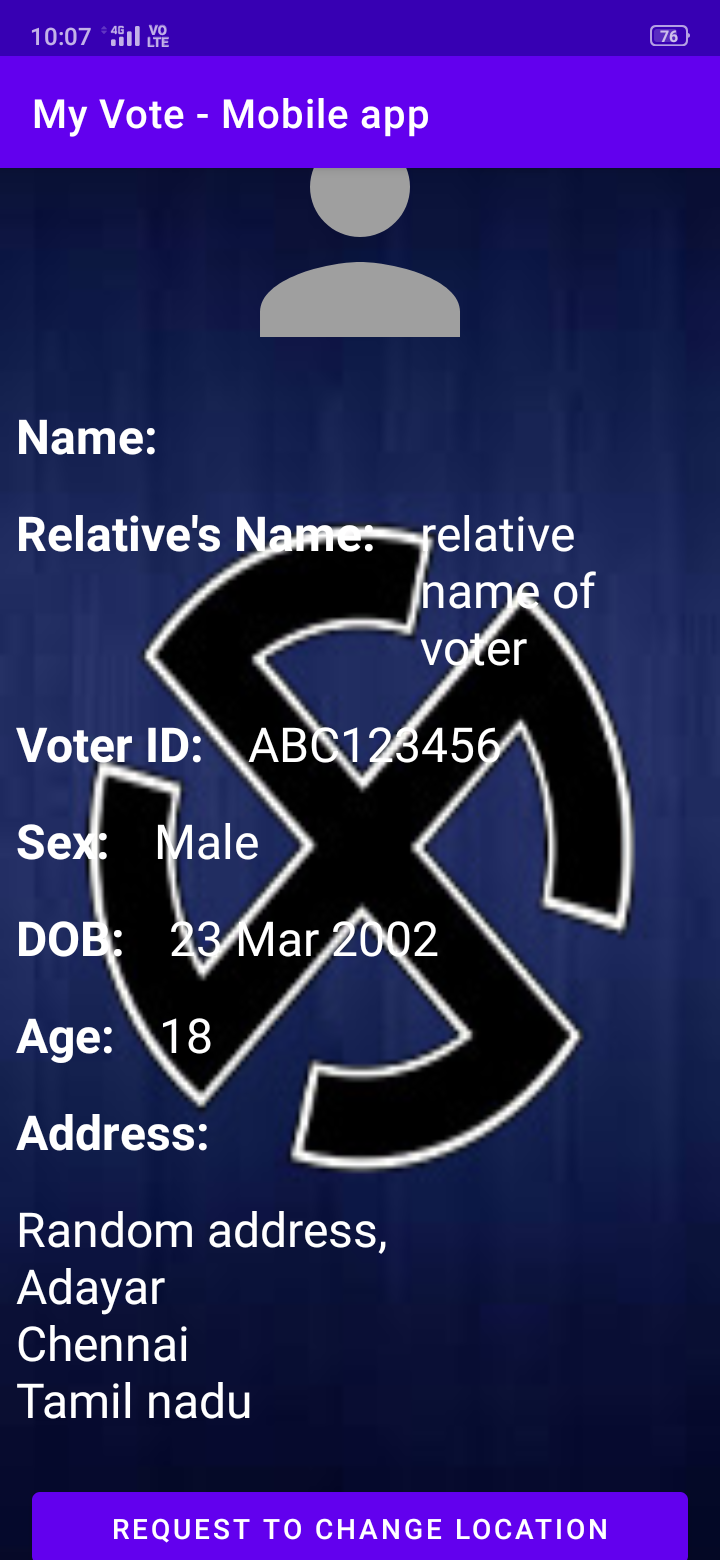 10:07 4G VO LTE 76
My Vote - Mobile app
Name:
Relative's Name: relative
name of
voter
Voter ID: ABC123456
Sex: Male
DOB: 23 Mar 2002
Age: 18
Address:
Random address,
Adayar
Chennai
Tamil nadu
REQUEST TO CHANGE LOCATION